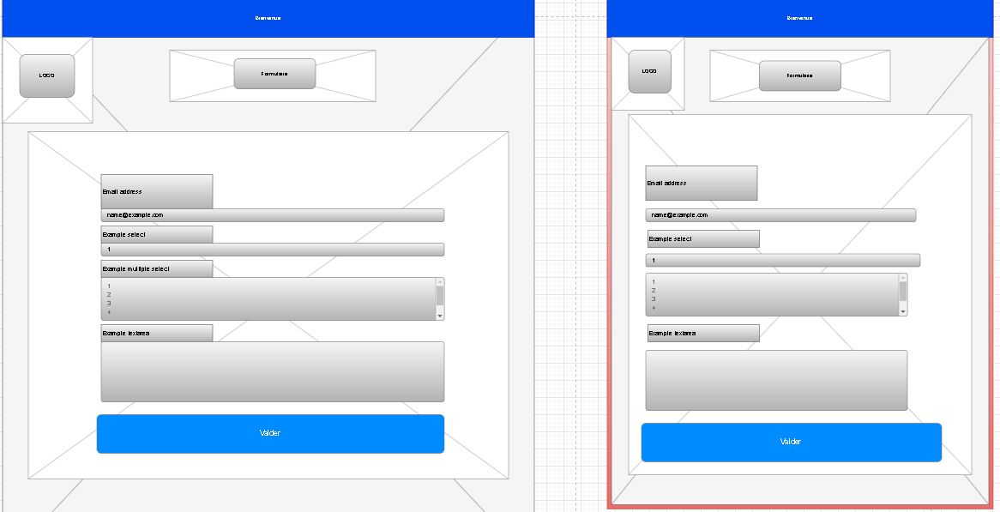 Bienvenue
LOGO
Formulaire
Email address
name@example.com
Example select
1
Example multiple select
1
2
3
4
Example textarea
Valider
Bienvenue
LOGO
Formulaire
Email address
name@example.com
Example select
1
1
2
3
4
Example textarea
Valider